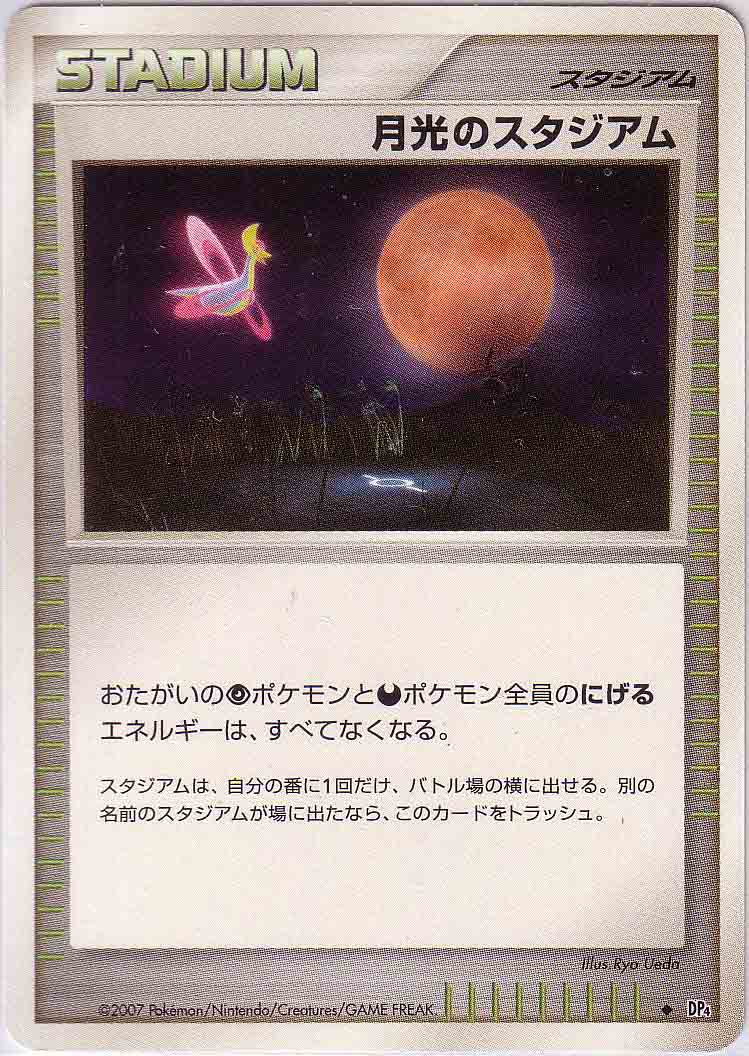 STADIUM
スタジアム
月光のスタジアム
おたがいのポケモンとポケモン全員のにげる
エネルギーは、すべてなくなる。
スタジアムは、自分の番に1回だけ、バトル場の横に出せる。別の
名前のスタジアムが場に出たなら、このカードをトラッシュ。
Illus. Ryo Ueda
©2007 Pokémon/Nintendo/Creatures/GAME FREAK.
◆ DP4